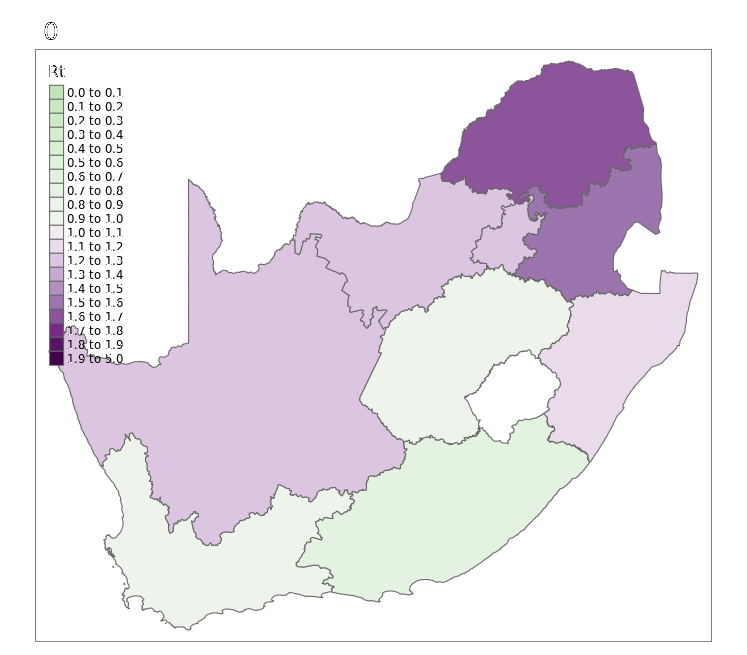 0
Rt
0.0 to 0.1
0.1 to 0.2
0.2 to 0.3
0.3 to 0.4
0.4 to 0.5
0.5 to 0.6
0.6 to 0.7
0.7 to 0.8
0.8 to 0.9
0.9 to 1.0
1.0 to 1.1
1.1 to 1.2
1.2 to 1.3
1.3 to 1.4
1.4 to 1.5
1.5 to 1.6
1.6 to 1.7
1.7 to 1.8
1.8 to 1.9
1.9 to 5.0